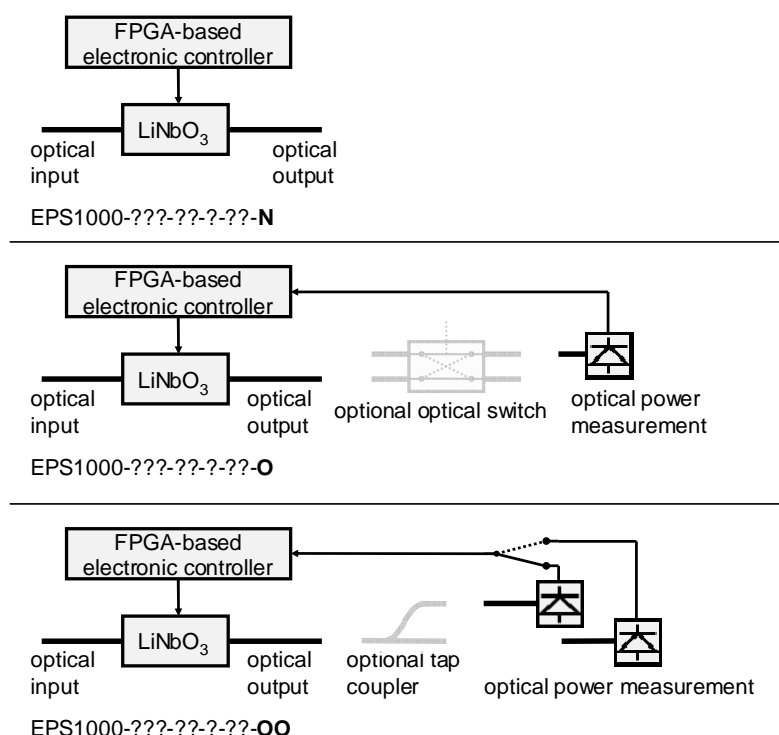 FPGA-based
electronic controller
LiNbO3
optical
input
optical
output
EPS1000-???-??-?-??-N
FPGA-based
electronic controller
LiNbO3
optical
input
optical
output
optional optical switch
optical power
measurement
EPS1000-???-??-?-??-O
FPGA-based
electronic controller
LiNbO3
optical
input
optical
output
optional tap
coupler
optical power measurement
EPS1000-???-??-?-??-OO